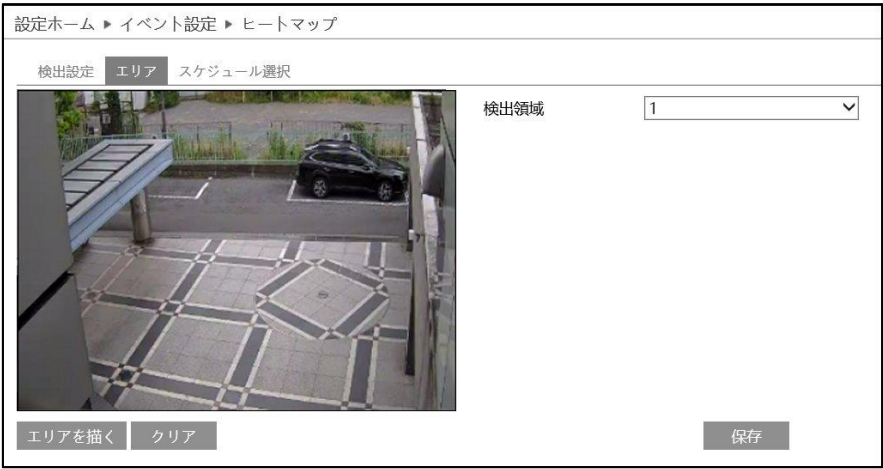 設定ホーム ▶ イベント設定 ▶ ヒートマップ
検出設定 エリア スケジュール選択
検出領域 1
エリアを描く クリア 保存